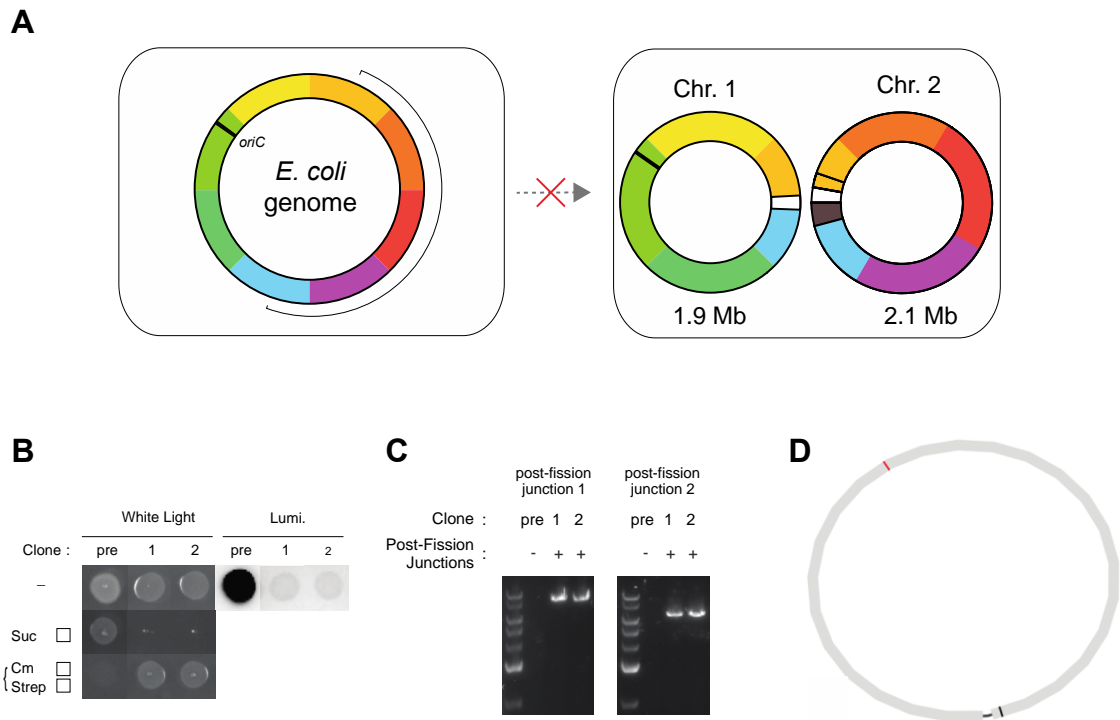 A
oriC
E. coli
genome
Chr. 1
Chr. 2
1.9 Mb
2.1 Mb
B
White Light
Lumi.
Clone :
pre
1
2
pre
1
2
–
Suc
Cm
Strep
C
post-fission
junction 1
post-fission
junction 2
Clone :
pre 1 2
pre 1 2
Post-Fission
Junctions :
- + +
- + +
D